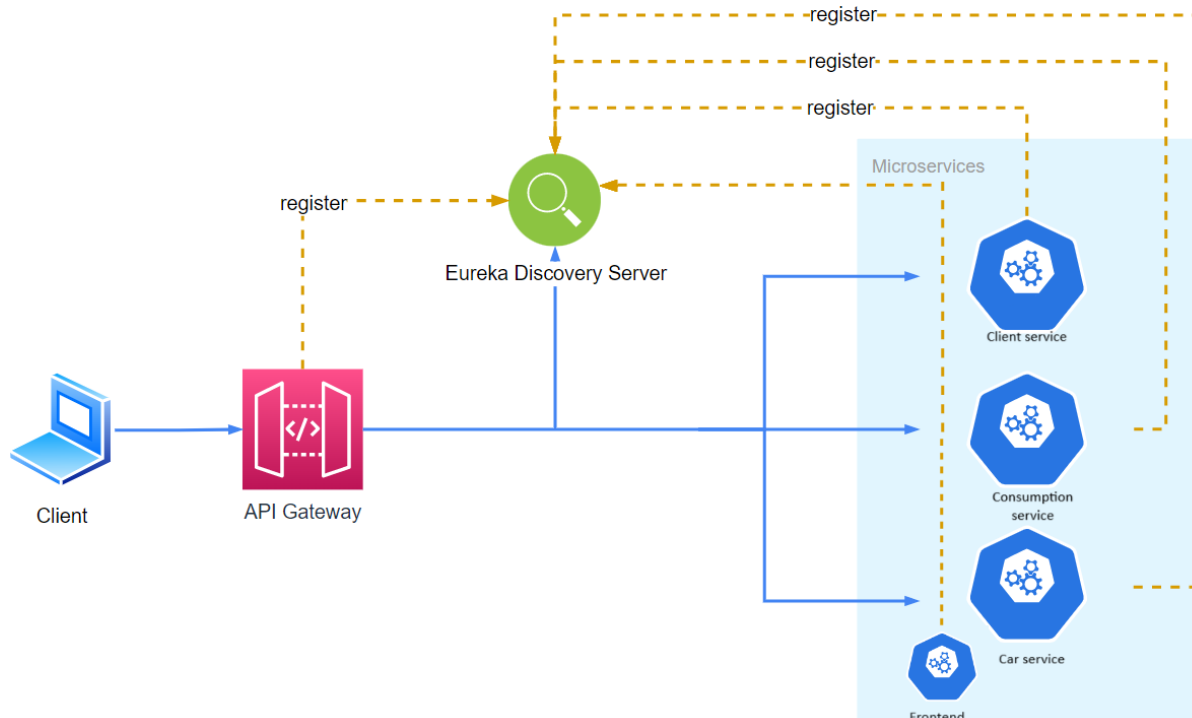 register
register
register
Microservices
register
Eureka Discovery Server
Client service
Client
API Gateway
Consumption
service
Car service
Frontend